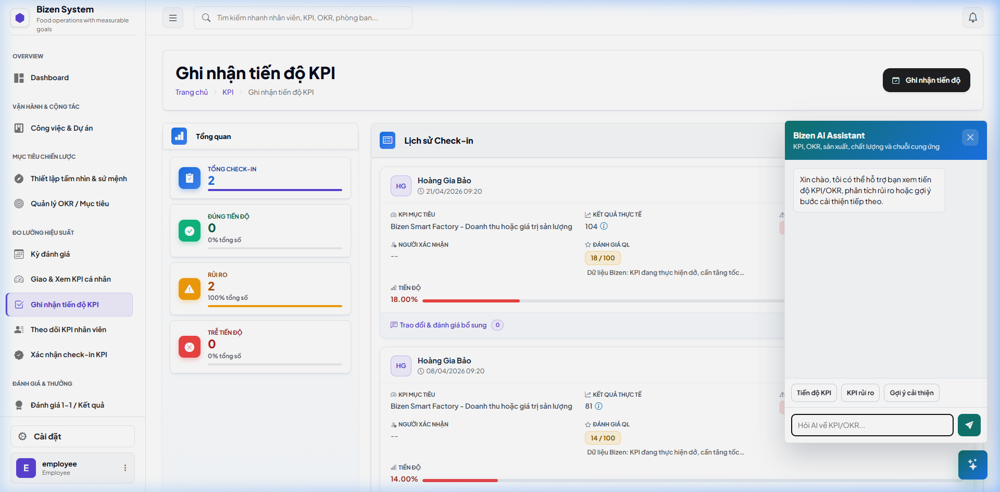 Bizen System
Food operations with measurable
goals
OVERVIEW
Dashboard
VẬN HÀNH & CỘNG TÁC
Công việc & Dự án
MỤC TIÊU CHIẾN LƯỢC
Thiết lập tầm nhìn & sứ mệnh
Quản lý OKR / Mục tiêu
ĐO LƯỜNG HIỆU SUẤT
Kỳ đánh giá
Giao & Xem KPI cá nhân
Ghi nhận tiến độ KPI
Theo dõi KPI nhân viên
Xác nhận check-in KPI
ĐÁNH GIÁ & THƯỞNG
Đánh giá 1-1 / Kết quả
Cài đặt
E
employee
Employee
Tìm kiếm nhanh nhân viên, KPI, OKR, phòng ban...
Ghi nhận tiến độ KPI
Trang chủ KPI Ghi nhận tiến độ KPI
Ghi nhận tiến độ
Tổng quan
TỔNG CHECK-IN
2
ĐÚNG TIẾN ĐỘ
0
0% tổng số
RỦI RO
2
100% tổng số
TRỄ TIẾN ĐỘ
0
0% tổng số
Lịch sử Check-in
HG
Hoàng Gia Bảo
21/04/2026 09:20
KPI MỤC TIÊU
Bizen Smart Factory - Doanh thu hoặc giá trị sản lượng
KẾT QUẢ THỰC TẾ
104
NGƯỜI XÁC NHẬN
--
ĐÁNH GIÁ QL
18 / 100
Dữ liệu Bizen: KPI đang thực hiện dở, cần tăng tốc...
TIẾN ĐỘ
18.00%
Trao đổi & đánh giá bổ sung 0
HG
Hoàng Gia Bảo
08/04/2026 09:20
KPI MỤC TIÊU
Bizen Smart Factory - Doanh thu hoặc giá trị sản lượng
KẾT QUẢ THỰC TẾ
81
NGƯỜI XÁC NHẬN
--
ĐÁNH GIÁ QL
14 / 100
Dữ liệu Bizen: KPI đang thực hiện dở, cần tăng tốc...
TIẾN ĐỘ
14.00%
Bizen AI Assistant
KPI, OKR, sản xuất, chất lượng và chuỗi cung ứng
Xin chào, tôi có thể hỗ trợ bạn xem tiến
độ KPI/OKR, phân tích rủi ro hoặc gợi ý
bước cải thiện tiếp theo.
Tiến độ KPI
KPI rủi ro
Gợi ý cải thiện
Hỏi AI về KPI/OKR...